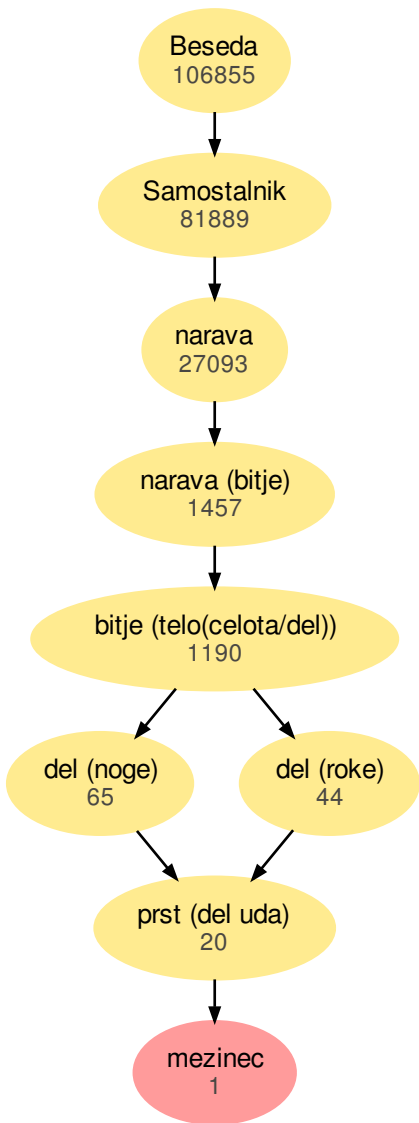 Beseda
106855
Samostalnik
81889
narava
27093
narava (bitje)
1457
bitje (telo(celota/del))
1190
del (noge)
65
del (roke)
44
prst (del uda)
20
mezinec
1